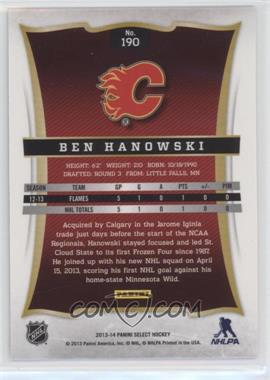 No.
190
BEN HANOWSKI
HEIGHT: 6'2" WEIGHT: 210 BORN: 10/18/1990
DRAFTED: ROUND 3 FROM: LITTLE FALLS, MN
SEASON TEAM GP G A PTS +/- PIM
12-13 FLAMES 5 1 0 1 0 0
NHL TOTALS 5 1 0 1 0 0
Acquired by Calgary in the Jarome Iginla
trade just days before the start of the NCAA
Regionals, Hanowski stayed focused and led St.
Cloud State to its first Frozen Four since 1982.
He joined up with his new NHL squad on April
15, 2013, scoring his first NHL goal against his
home-state Minnesota Wild.
PANINI
NHL
NHLPA
2013-14 PANINI SELECT HOCKEY
© 2013 Panini America, Inc. © NHL, © NHLPA Printed in the USA.